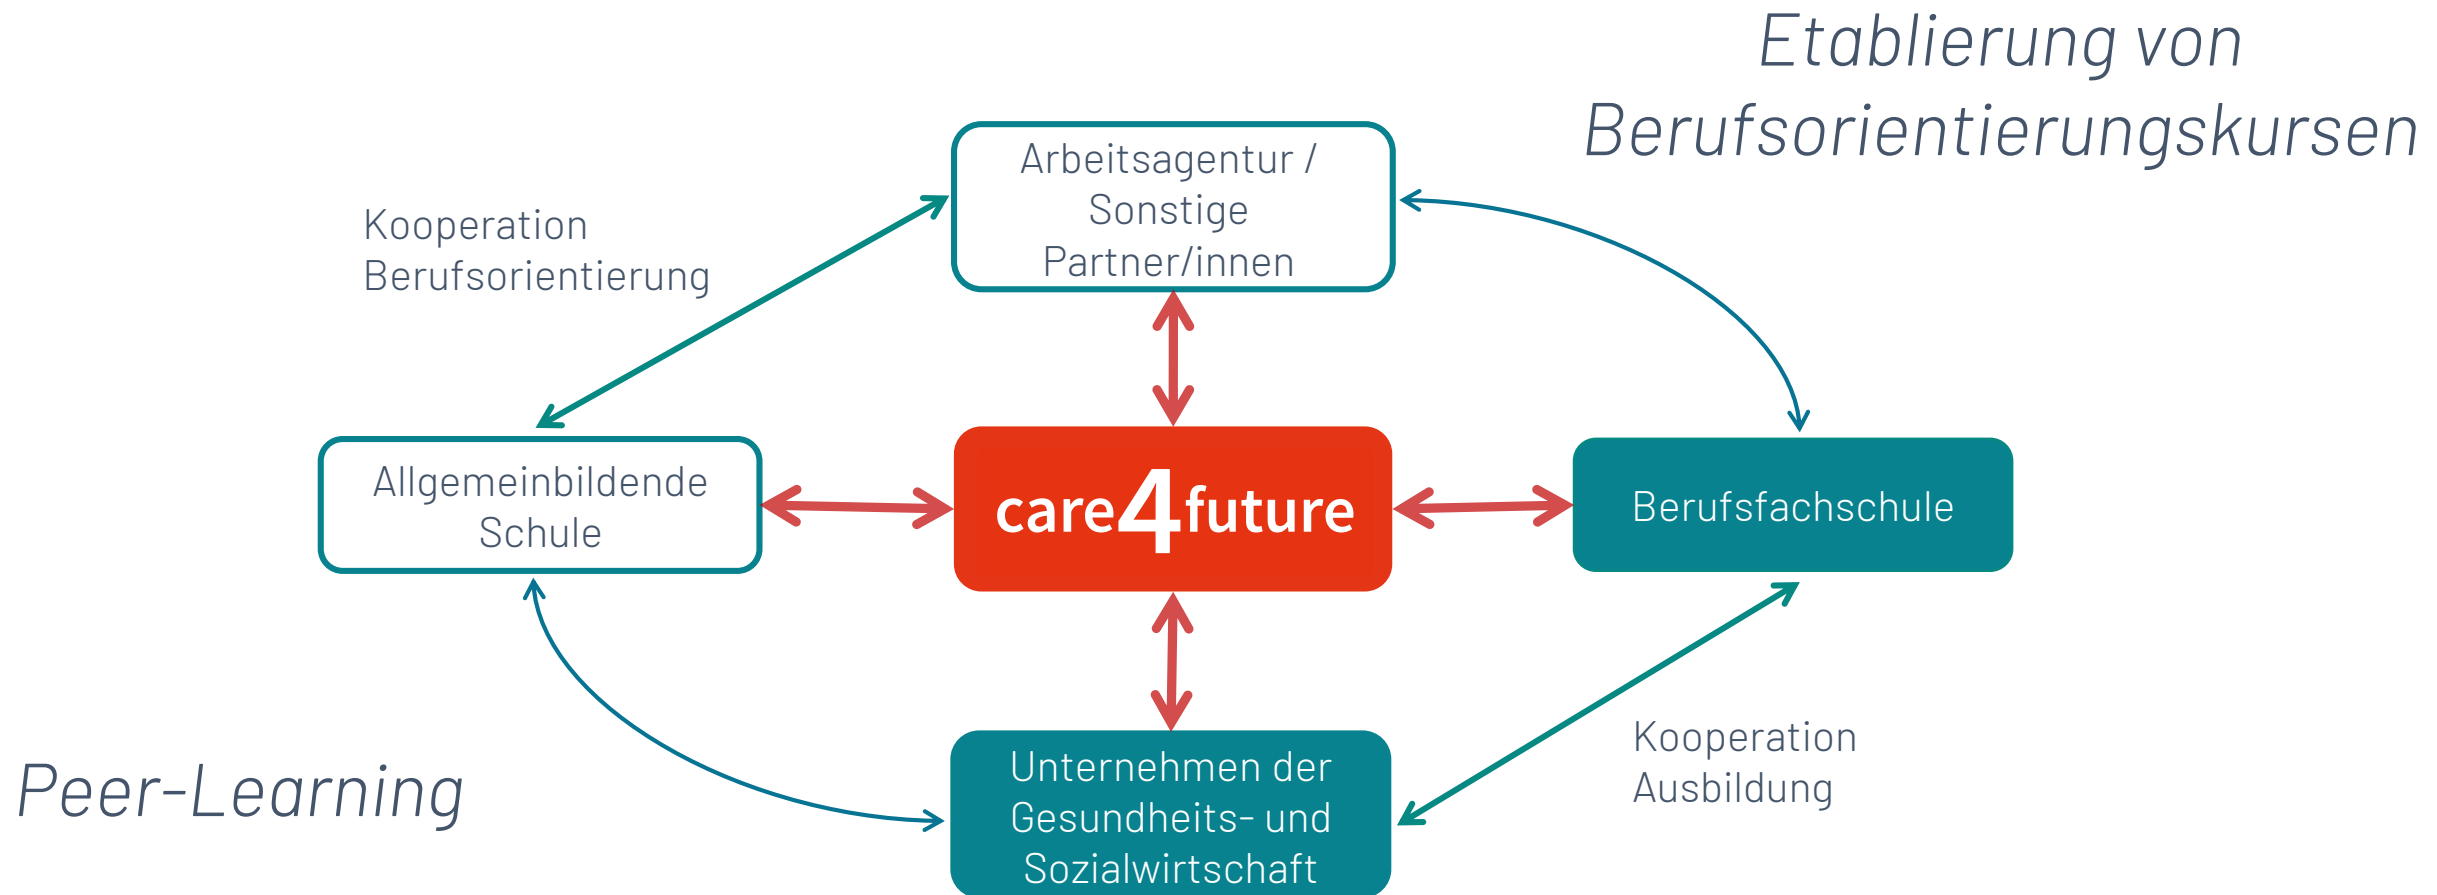 Etablierung von
Berufsorientierungskursen
Arbeitsagentur /
Sonstige
Partner/innen
Kooperation
Berufsorientierung
Allgemeinbildende
Schule
care4future
Berufsfachschule
Peer-Learning
Unternehmen der
Gesundheits- und
Sozialwirtschaft
Kooperation
Ausbildung